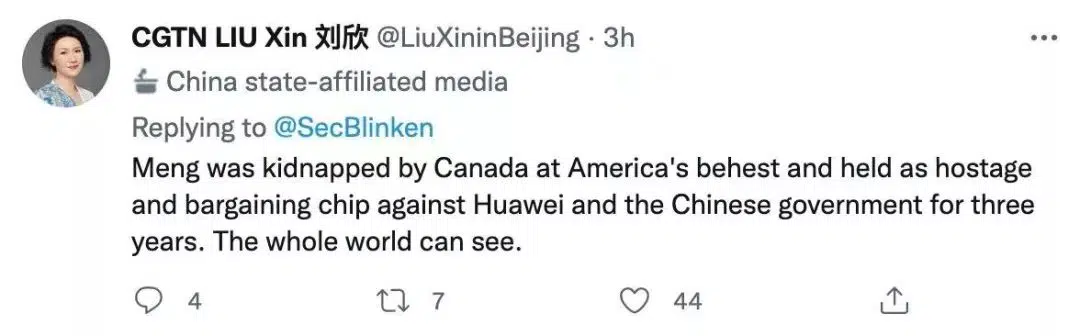 CGTN LIU Xin 刘欣 @LiuXininBeijing · 3h
China state-affiliated media
Replying to @SecBlinken
Meng was kidnapped by Canada at America's behest and held as hostage
and bargaining chip against Huawei and the Chinese government for three
years. The whole world can see.
4 7 44